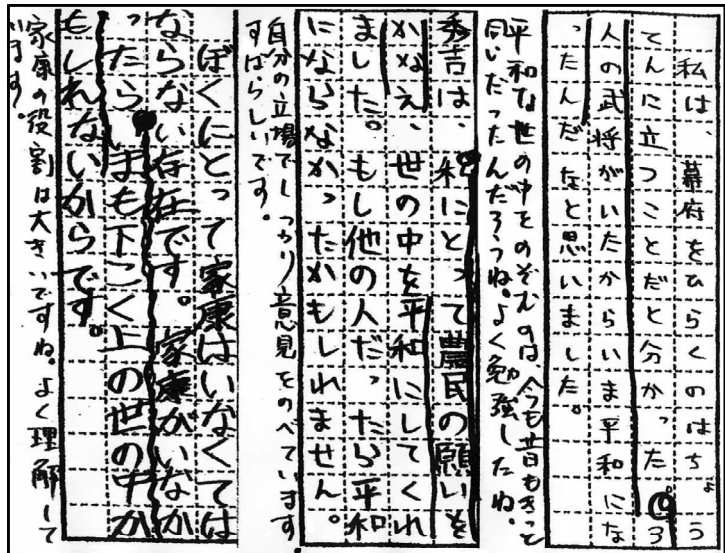 私は、幕府をひらくのはちょう
てんに立つことだと分かった。3
人の武将がいたからいま平和にな
ったんだなと思いました。
平和な世の中をのぞむのは、今も昔もきっと
同じだったんだろうね。よく勉強したね。
秀吉は、私にとって農民の願いを
かなえ、世の中を平和にしてくれ
ました。もし他の人だったら平和
にならなかったかもしれません。
自分の立場でしっかり意見をのべています
すばらしいです。
ぼくにとって家康はいなくては
ならない存在です。家康がいなか
ったらいまも下こく上の世の中か
もしれないからです。
家康の役割は大きいですね。よく理解して
います。